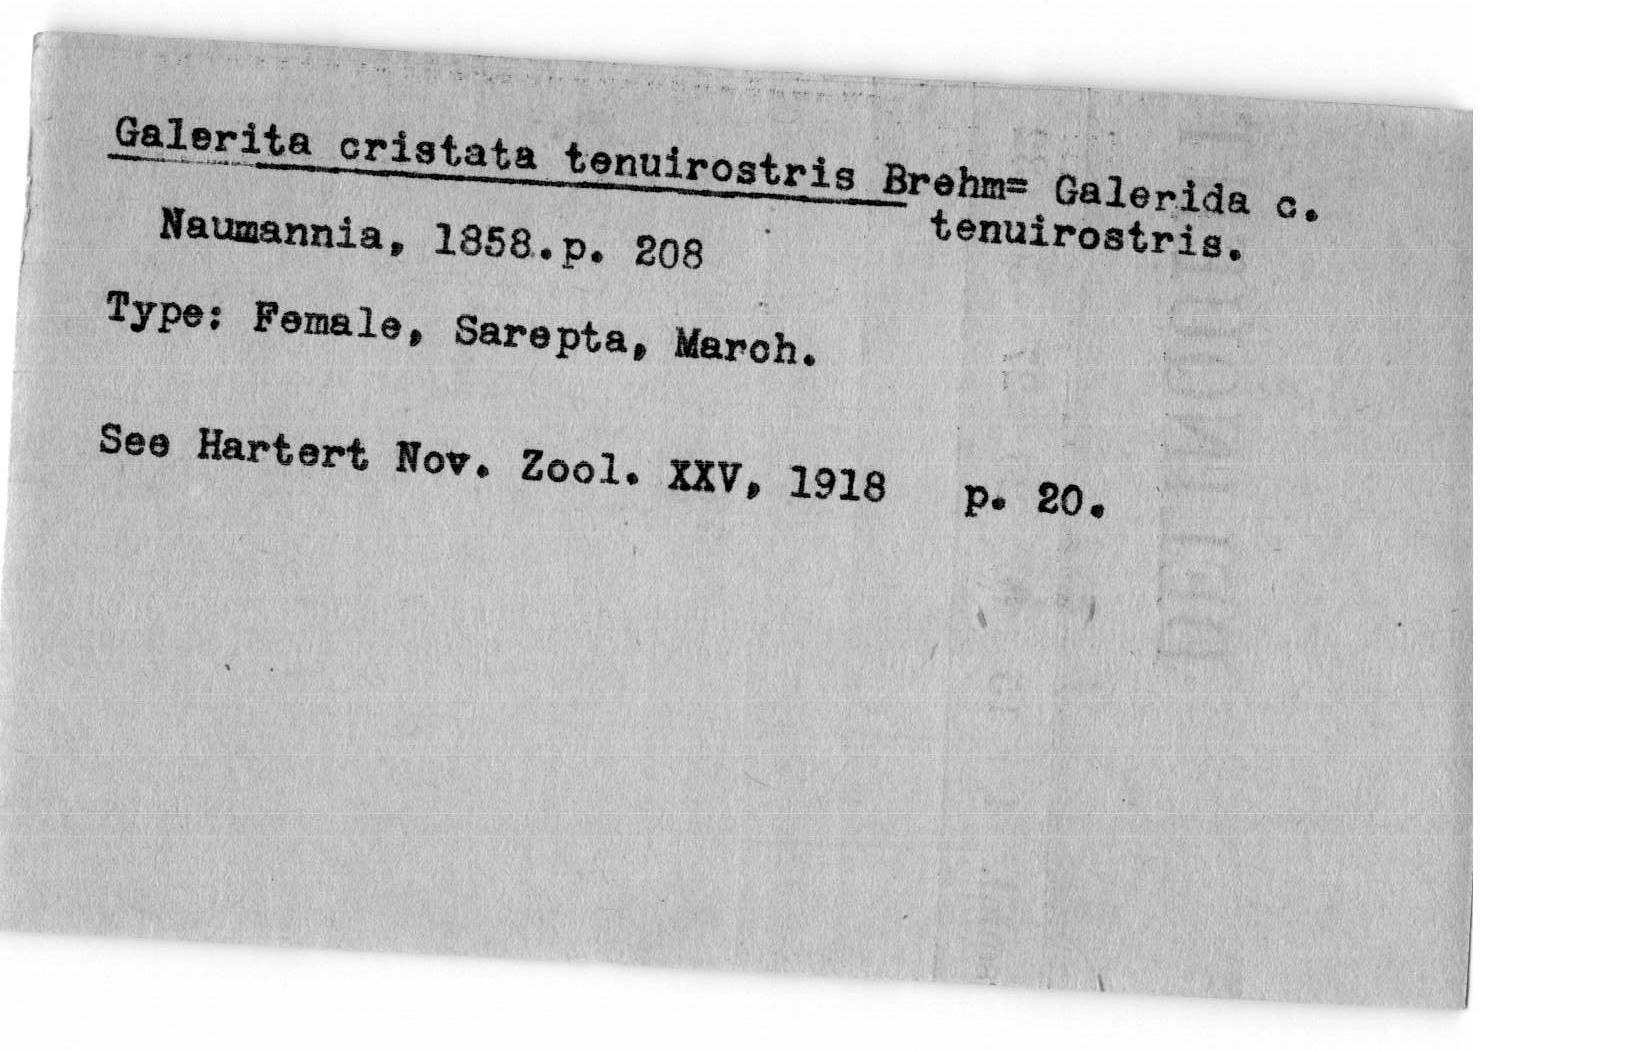 Galerita cristata tenuirostris Brehm= Galerida c.
tenuirostris.
Naumannia, 1858.p. 208
Type: Female, Sarepta, March.
See Hartert Nov. Zool. XXV, 1918 p. 20.